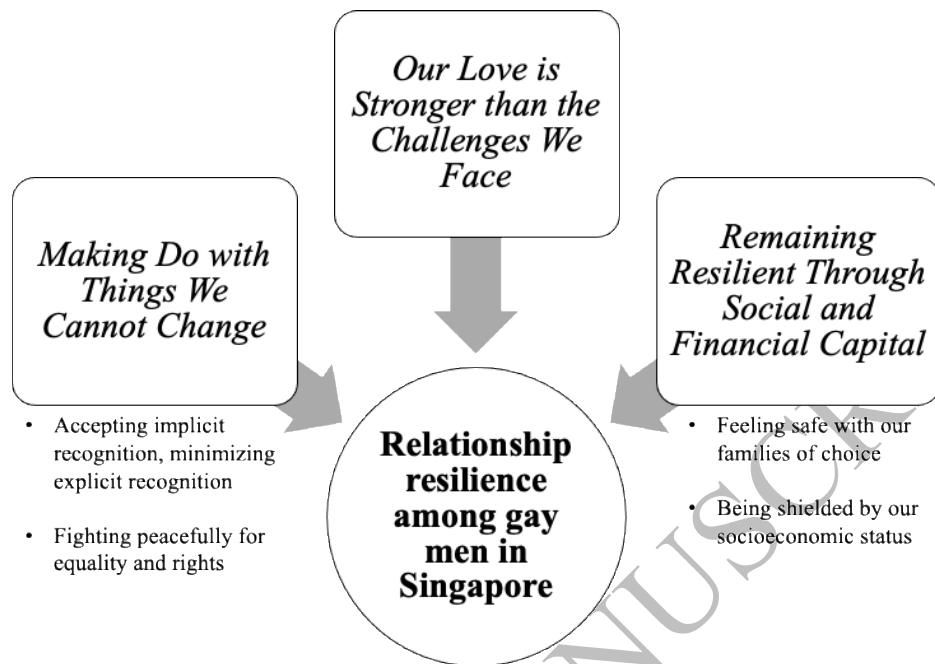 Our Love is
Stronger than the
Challenges We
Face
Making Do with
Things We
Cannot Change
Remaining
Resilient Through
Social and
Financial Capital
• Accepting implicit
recognition, minimizing
explicit recognition
• Fighting peacefully for
equality and rights
Relationship
resilience
among gay
men in
Singapore
• Feeling safe with our
families of choice
• Being shielded by our
socioeconomic status